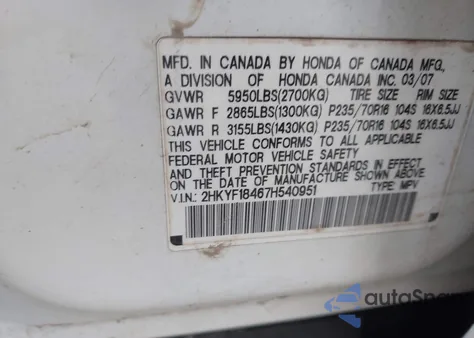 MFD. IN CANADA BY HONDA OF CANADA MFG.,
A DIVISION OF HONDA CANADA INC. 03/07
GVWR 5950LBS(2700KG) TIRE SIZE RIM SIZE
GAWR F 2865LBS(1300KG) P235/70R16 104S 16X6.5JJ
GAWR R 3155LBS(1430KG) P235/70R16 104S 16X6.5JJ
THIS VEHICLE CONFORMS TO ALL APPLICABLE
FEDERAL MOTOR VEHICLE SAFETY
AND THEFT PREVENTION STANDARDS IN EFFECT
ON THE DATE OF MANUFACTURE SHOWN ABOVE.
V.I.N.: 2HKYF18467H540951 TYPE: MPV